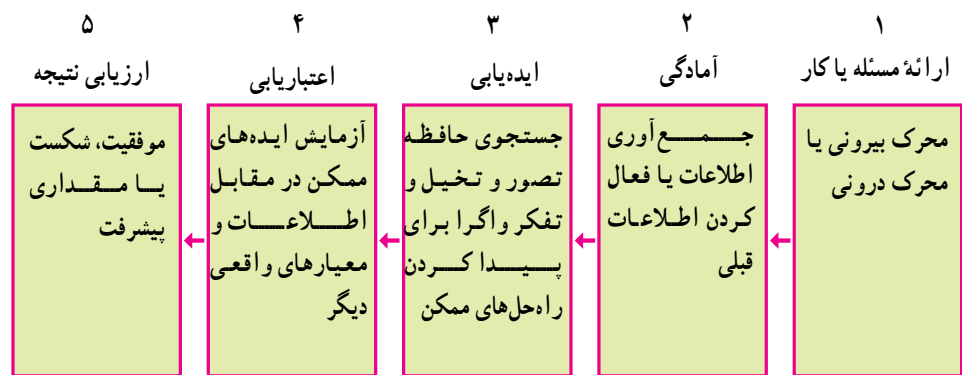 ۱
ارائهٔ مسئله یا کار
محرک بیرونی یا
محرک درونی
۲
آمادگی
جمع‌آوری
اطلاعات یا فعال
کردن اطلاعات
قبلی
۳
ایده‌یابی
جستجوی حافظه
تصور و تخیل و
تفکر واگرا برای
پیدا کردن
راه‌حل‌های ممکن
۴
اعتباریابی
آزمایش ایده‌های
ممکن در مقابل
اطلاعات و
معیارهای واقعی
دیگر
۵
ارزیابی نتیجه
موفقیت، شکست
یا مقداری
پیشرفت